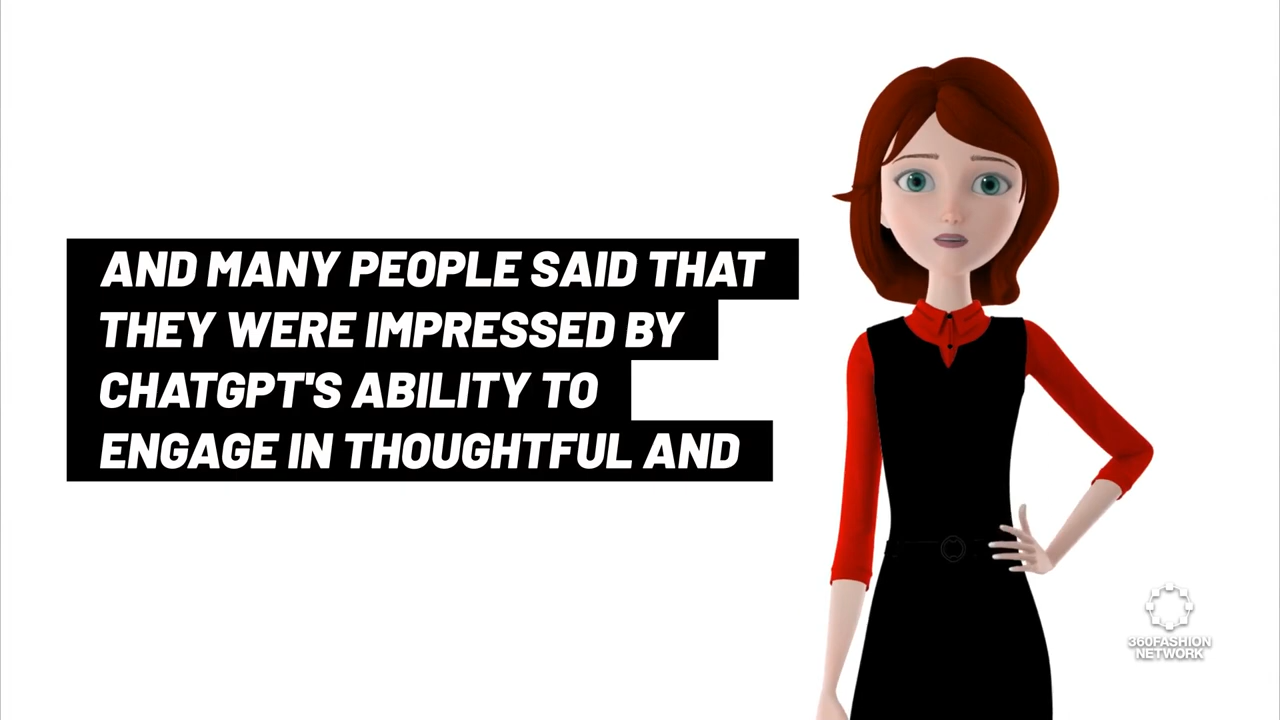 AND MANY PEOPLE SAID THAT
THEY WERE IMPRESSED BY
CHATGPT'S ABILITY TO
ENGAGE IN THOUGHTFUL AND
360FASHION
NETWORK